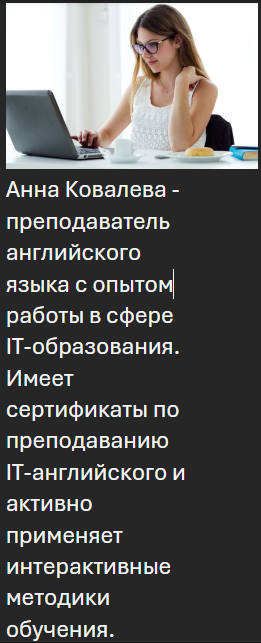 Анна Ковалева -
преподаватель
английского
языка с опытом
работы в сфере
IT-образования.
Имеет
сертификаты по
преподаванию
IT-английского и
активно
применяет
интерактивные
методики
обучения.